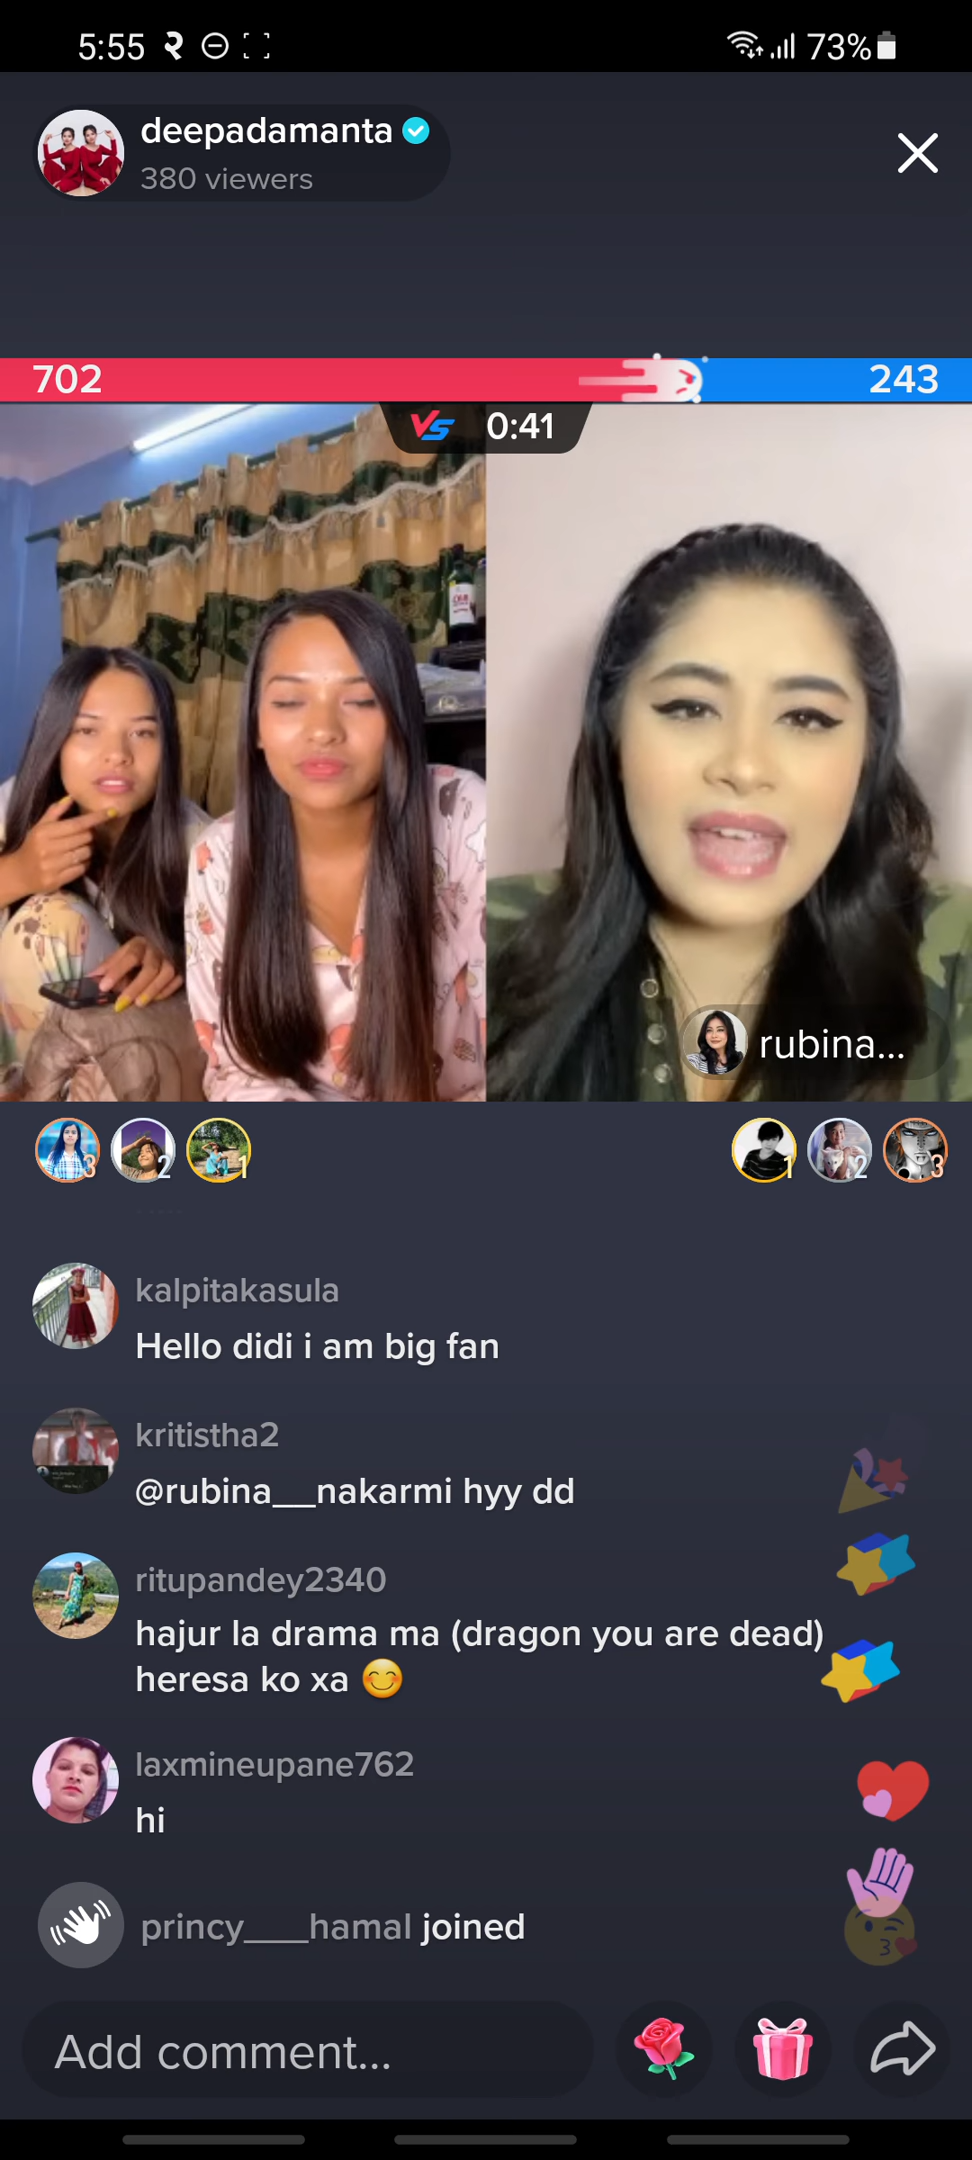 5:55
73%
deepadamanta
380 viewers
702
243
VS 0:41
rubina...
3 2 1
1 2 3
kalpitakasula
Hello didi i am big fan
kritistha2
@rubina__nakarmi hyy dd
ritupandey2340
hajur la drama ma (dragon you are dead)
heresa ko xa 😊
laxmineupane762
hi
princy___hamal joined
Add comment...